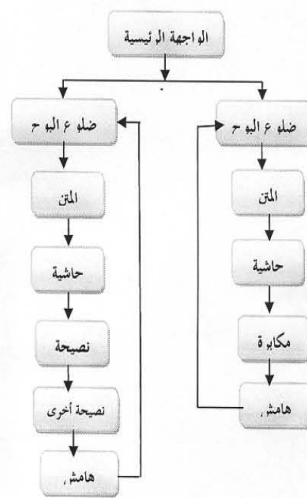 الواجهة الرئيسية
ضلوع البوح
المتن
حاشية
مكابرة
هامش
ضلوع البوح
المتن
حاشية
نصيحة
نصيحة أخرى
هامش